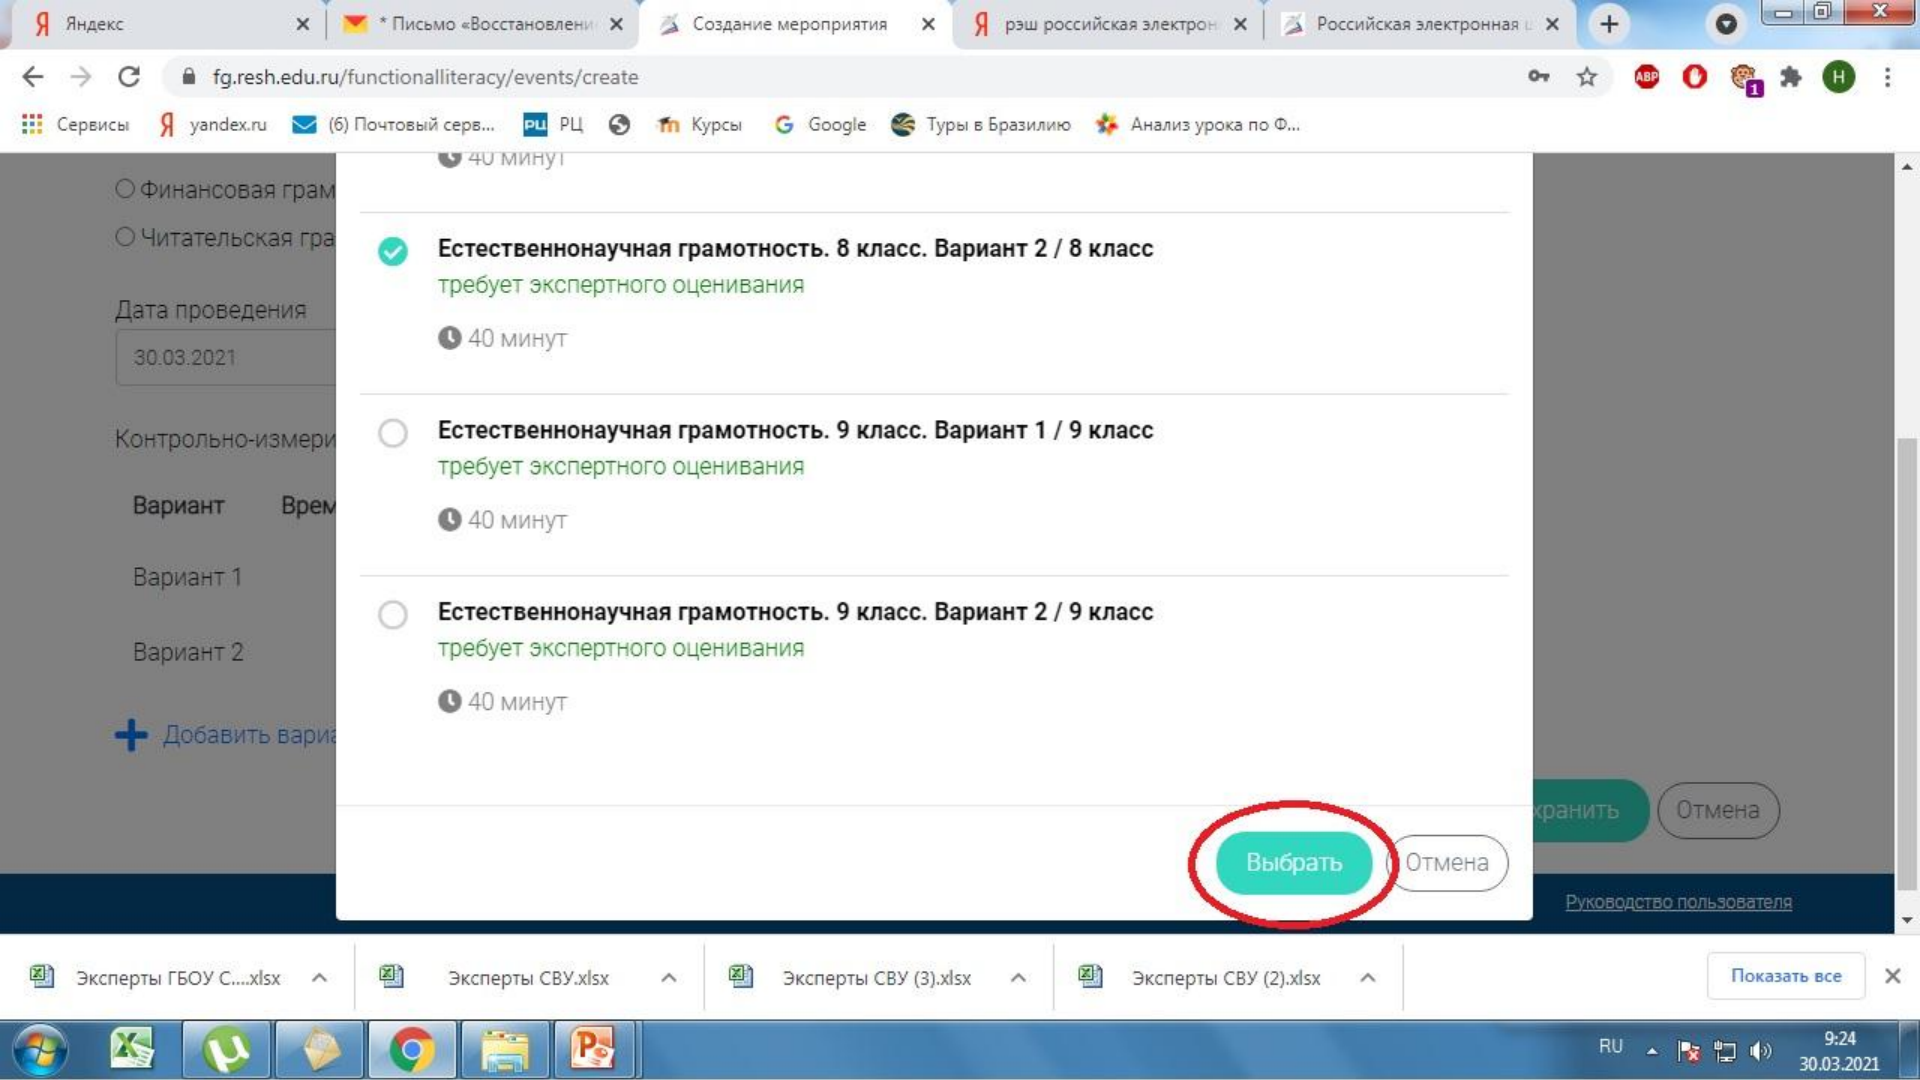 Яндекс
* Письмо «Восстановлени
Создание мероприятия
рэш российская электрон
Российская электронная
fg.resh.edu.ru/functionalliteracy/events/create
ABP
1
H
Сервисы
yandex.ru
(6) Почтовый серв...
РЦ РЦ
Курсы
Google
Туры в Бразилию
Анализ урока по Ф...
40 минут
Финансовая грам
Читательская гра
Естественнонаучная грамотность. 8 класс. Вариант 2 / 8 класс
требует экспертного оценивания
40 минут
Дата проведения
30.03.2021
Естественнонаучная грамотность. 9 класс. Вариант 1 / 9 класс
требует экспертного оценивания
40 минут
Контрольно-измери
Вариант Врем
Вариант 1
Вариант 2
Естественнонаучная грамотность. 9 класс. Вариант 2 / 9 класс
требует экспертного оценивания
40 минут
Добавить вариа
хранить
Отмена
Выбрать
Отмена
Руководство пользователя
Эксперты ГБОУ С....xlsx
Эксперты СВУ.xlsx
Эксперты СВУ (3).xlsx
Эксперты СВУ (2).xlsx
Показать все
RU
9:24
30.03.2021